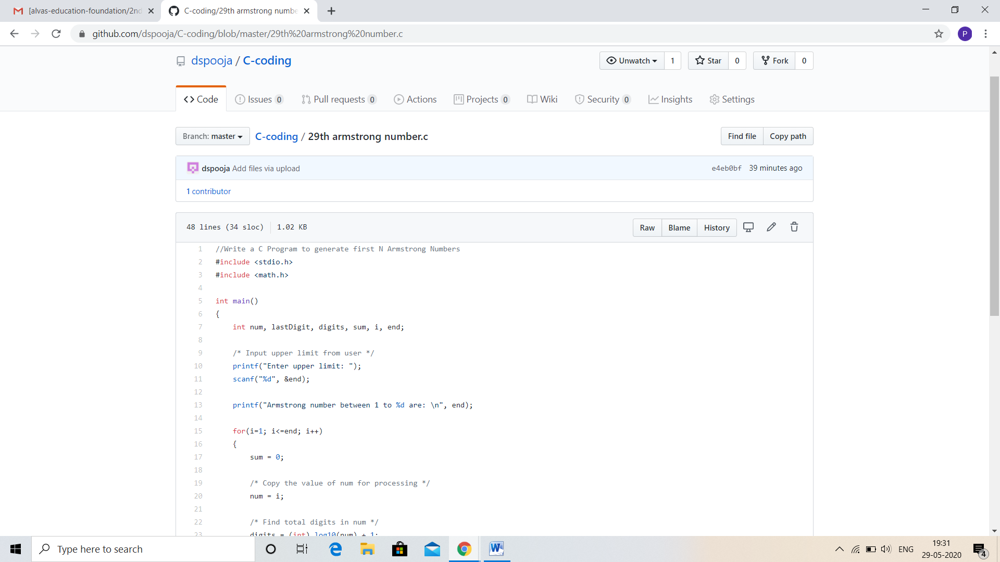 [alvas-education-foundation/2nd
C-coding/29th armstrong numbe
github.com/dspooja/C-coding/blob/master/29th%20armstrong%20number.c
P
dspooja / C-coding
Unwatch 1 Star 0 Fork 0
Code Issues 0 Pull requests 0 Actions Projects 0 Wiki Security 0 Insights Settings
Branch: master C-coding / 29th armstrong number.c Find file Copy path
dspooja Add files via upload e4eb0bf 39 minutes ago
1 contributor
48 lines (34 sloc) 1.02 KB Raw Blame History
1 //Write a C Program to generate first N Armstrong Numbers
2 #include <stdio.h>
3 #include <math.h>
4
5 int main()
6 {
7 int num, lastDigit, digits, sum, i, end;
8
9 /* Input upper limit from user */
10 printf("Enter upper limit: ");
11 scanf("%d", &end);
12
13 printf("Armstrong number between 1 to %d are: \n", end);
14
15 for(i=1; i<=end; i++)
16 {
17 sum = 0;
18
19 /* Copy the value of num for processing */
20 num = i;
21
22 /* Find total digits in num */
23 digits = (int) log10(num) + 1;
Type here to search
W
ENG
19:31
29-05-2020
4